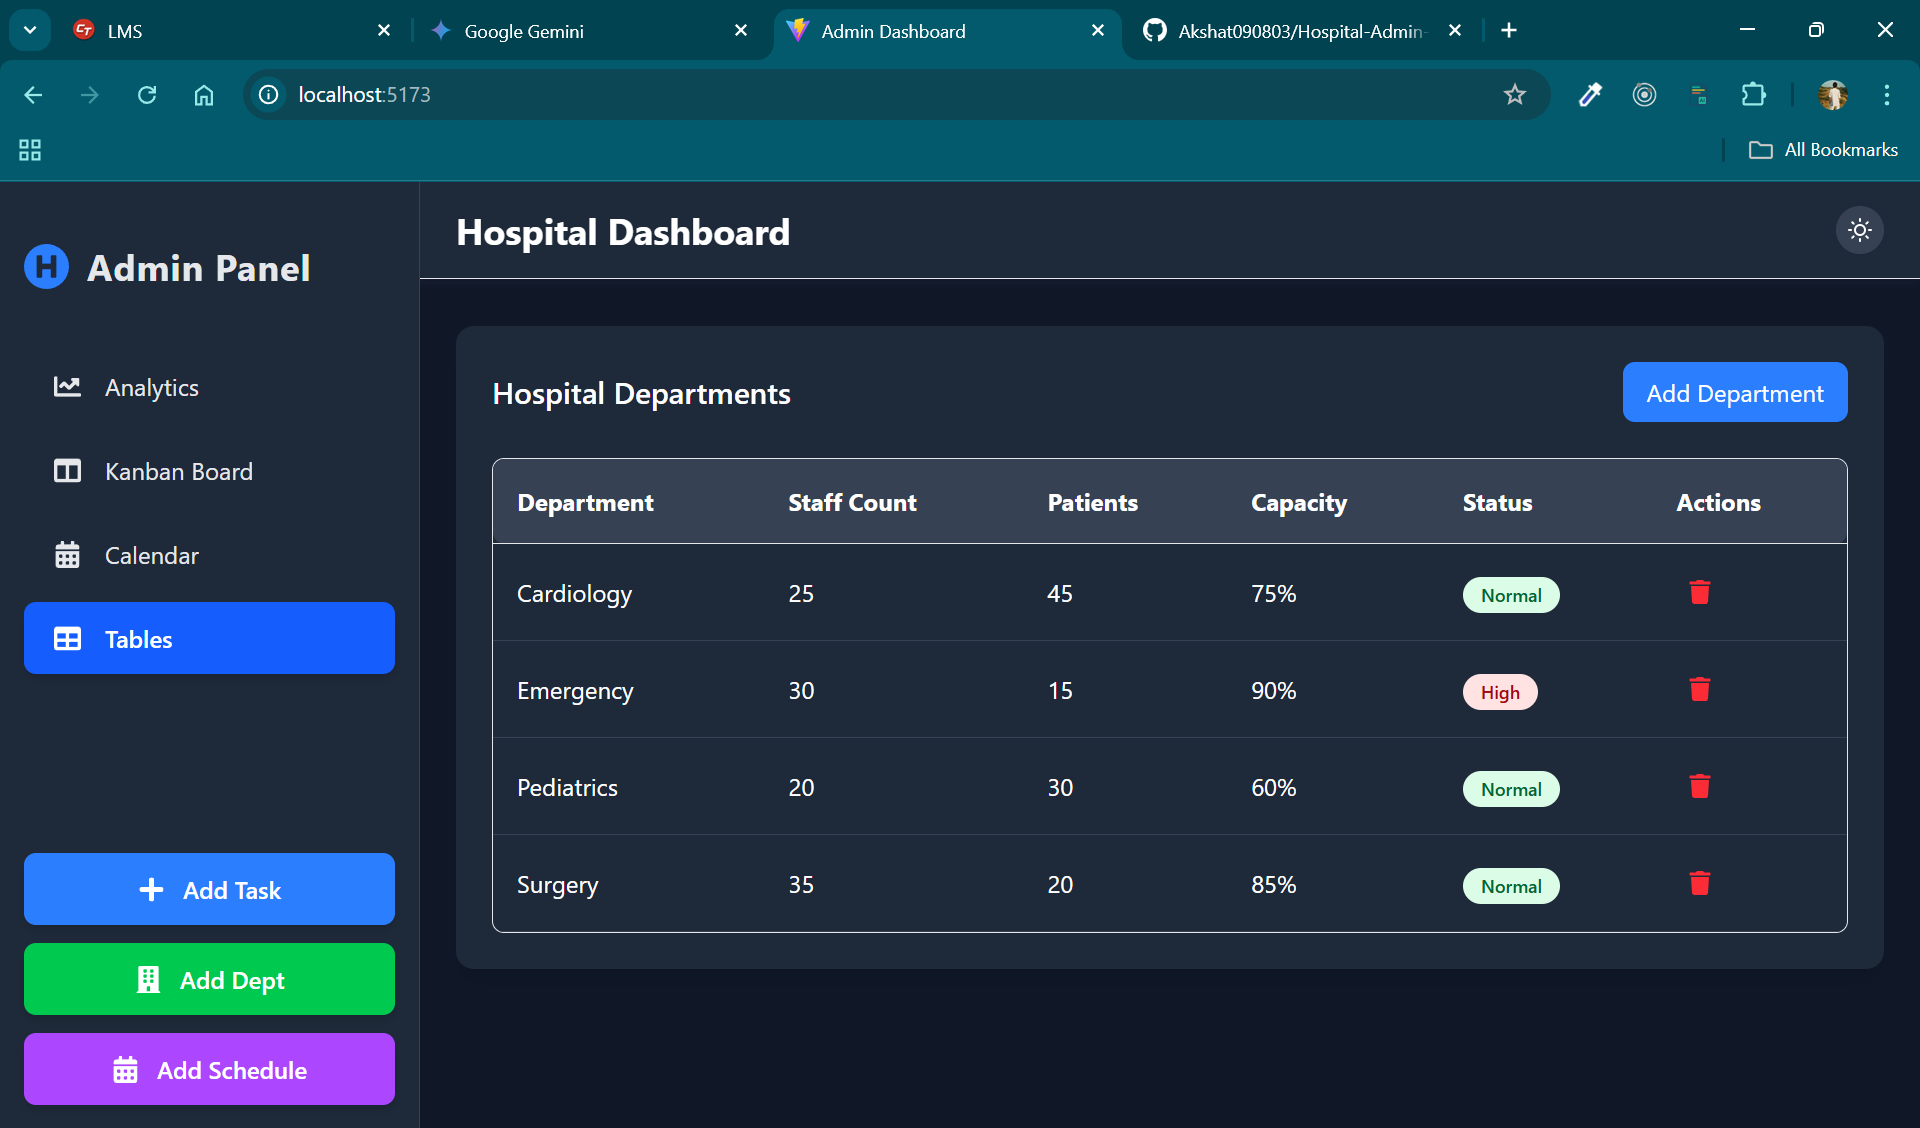 LMS
Google Gemini
Admin Dashboard
Akshat090803/Hospital-Admin-
localhost:5173
All Bookmarks
H Admin Panel
Hospital Dashboard
Analytics
Kanban Board
Calendar
Tables
Add Task
Add Dept
Add Schedule
Hospital Departments
Add Department
Department Staff Count Patients Capacity Status Actions
Cardiology 25 45 75% Normal
Emergency 30 15 90% High
Pediatrics 20 30 60% Normal
Surgery 35 20 85% Normal